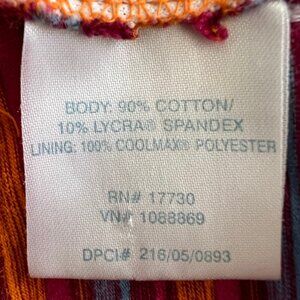 BODY: 90% COTTON/
10% LYCRA® SPANDEX
LINING: 100% COOLMAX® POLYESTER
RN# 17730
VN# 1088869
DPCI# 216/05/0893